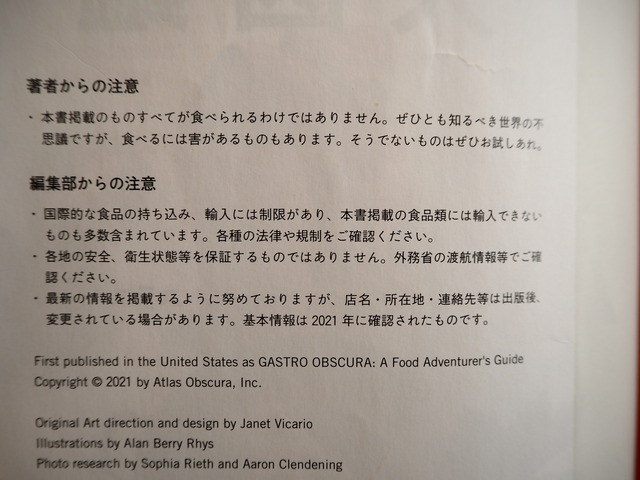 著者からの注意
・本書掲載のものすべてが食べられるわけではありません。ぜひとも知るべき世界の不
思議ですが、食べるには害があるものもあります。そうでないものはぜひお試しあれ。
編集部からの注意
・国際的な食品の持ち込み、輸入には制限があり、本書掲載の食品類には輸入できない
ものも多数含まれています。各種の法律や規制をご確認ください。
・各地の安全、衛生状態等を保証するものではありません。外務省の渡航情報等でご確
認ください。
・最新の情報を掲載するように努めておりますが、店名・所在地・連絡先等は出版後、
変更されている場合があります。基本情報は 2021 年に確認されたものです。
First published in the United States as GASTRO OBSCURA: A Food Adventurer's Guide
Copyright © 2021 by Atlas Obscura, Inc.
Original Art direction and design by Janet Vicario
Illustrations by Alan Berry Rhys
Photo research by Sophia Rieth and Aaron Clendening